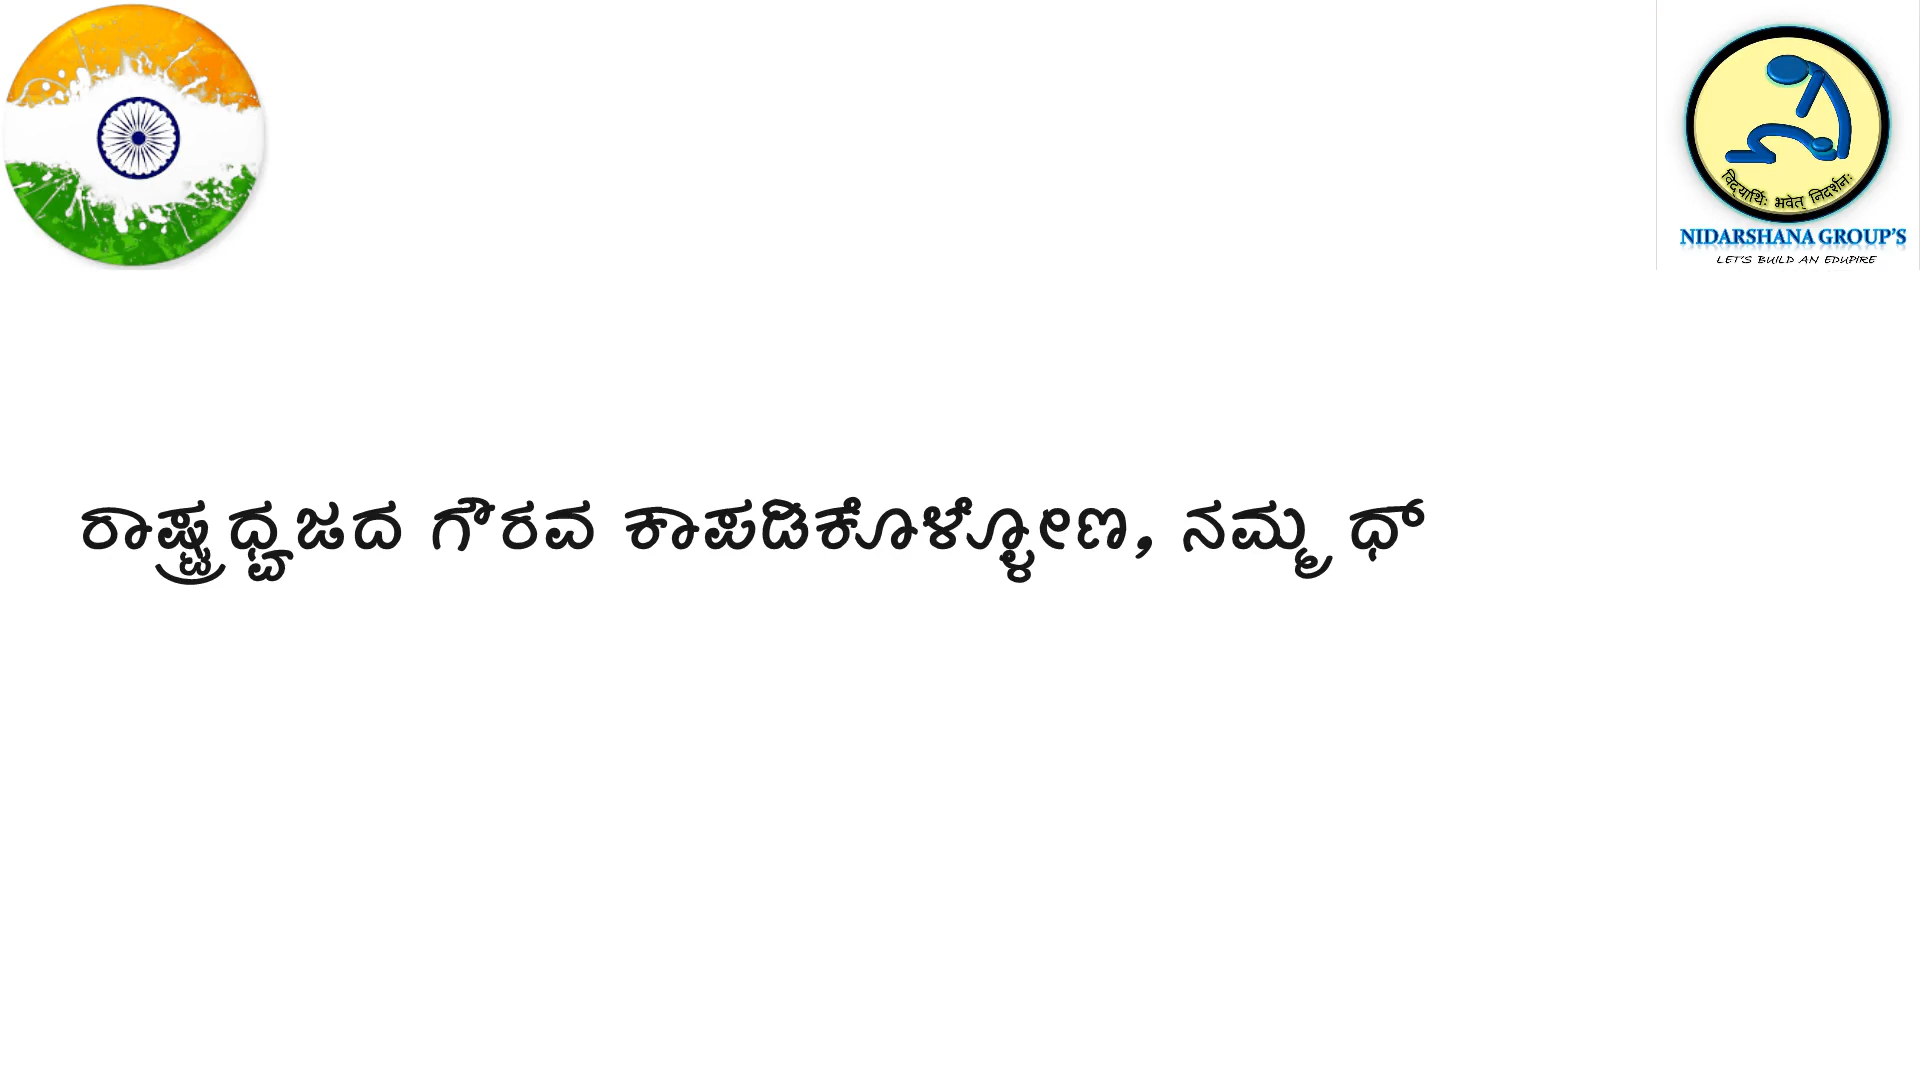 विद्यार्थिः भवेत् निदर्शनः
NIDARSHANA GROUP'S
LET'S BUILD AN EDUPIRE
ರಾಷ್ಟ್ರಧ್ವಜದ ಗೌರವ ಕಾಪಡಿಕೊಳ್ಳೋಣ, ನಮ್ಮ ಧ್